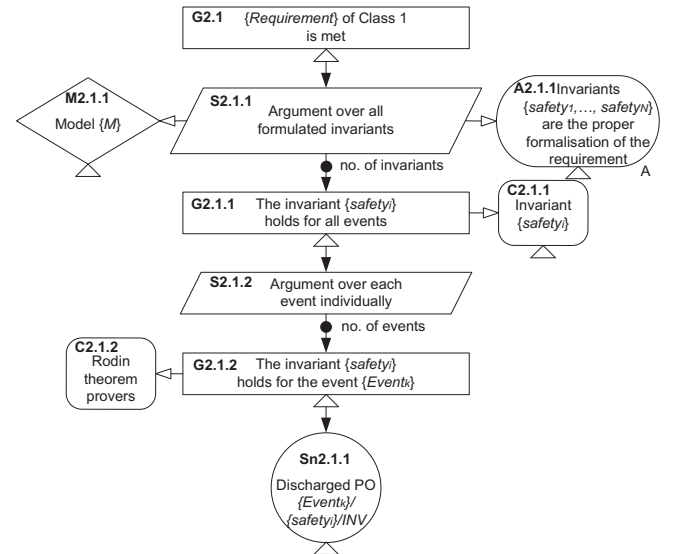 G2.1 {Requirement} of Class 1
is met
M2.1.1
Model {M}
S2.1.1
Argument over all
formulated invariants
A2.1.1 Invariants
{safety1,..., safetyN}
are the proper
formalisation of the
requirement
A
no. of invariants
G2.1.1 The invariant {safetyi}
holds for all events
C2.1.1
Invariant
{safetyi}
S2.1.2 Argument over each
event individually
no. of events
C2.1.2
Rodin
theorem
provers
G2.1.2 The invariant {safetyi}
holds for the event {Eventk}
Sn2.1.1
Discharged PO
{Eventk}/
{safetyi}/INV